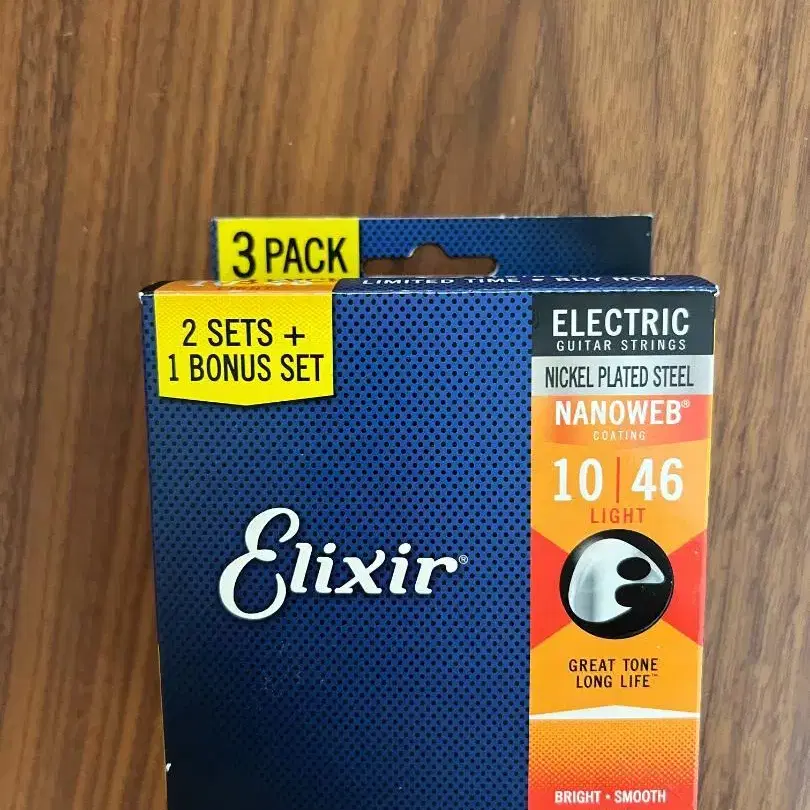 3 PACK
LIMITED TIME • BUY NOW
2 SETS +
1 BONUS SET
ELECTRIC
GUITAR STRINGS
NICKEL PLATED STEEL
NANOWEB®
COATING
10 | 46
LIGHT
Elixir®
GREAT TONE
LONG LIFE™
BRIGHT • SMOOTH